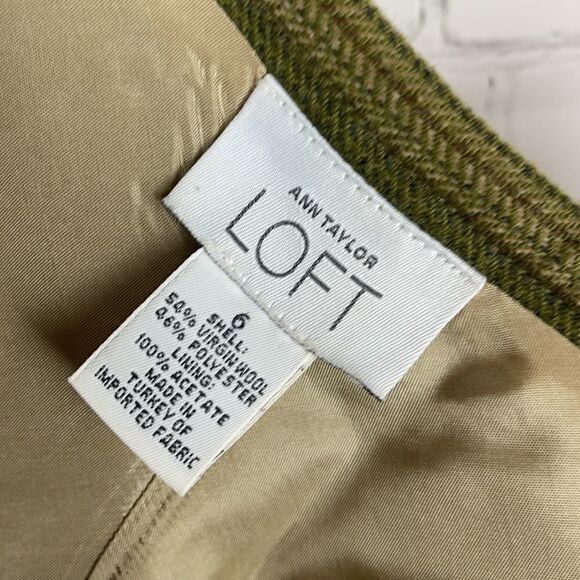 ANN TAYLOR
LOFT
6
SHELL:
54% VIRGIN WOOL
46% POLYESTER
LINING:
100% ACETATE
MADE IN
TURKEY OF
IMPORTED FABRIC